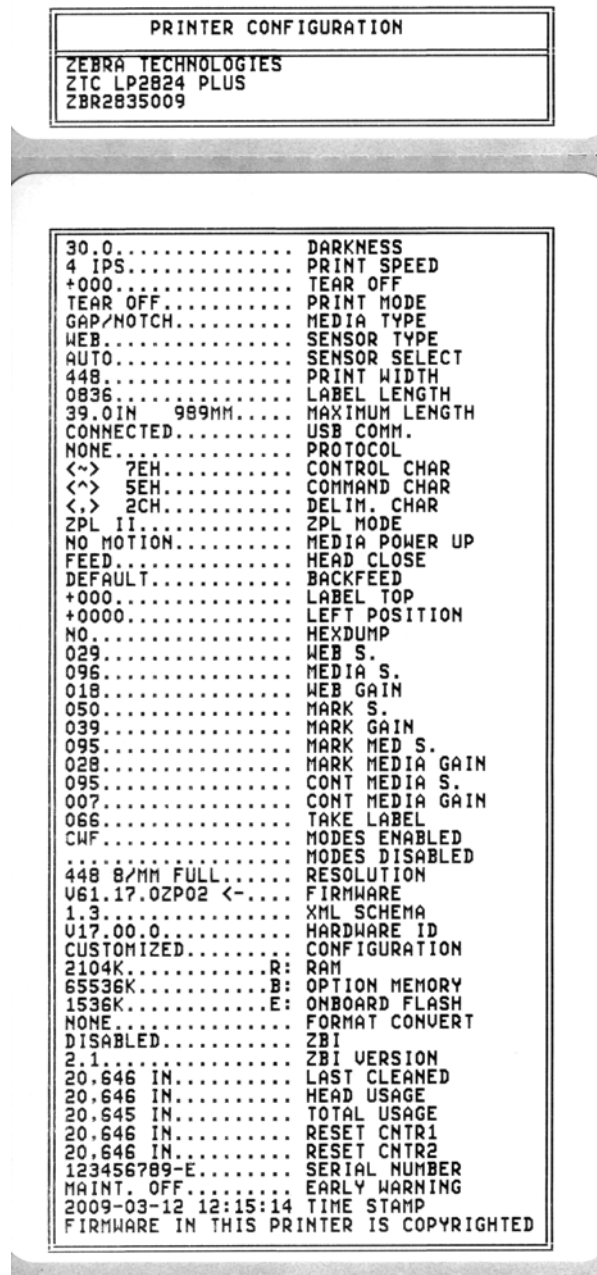 PRINTER CONFIGURATION
ZEBRA TECHNOLOGIES
ZTC LP2824 PLUS
ZBR2835009
30.0................ DARKNESS
4 IPS............... PRINT SPEED
+000................ TEAR OFF
TEAR OFF............ PRINT MODE
GAP/NOTCH........... MEDIA TYPE
WEB................. SENSOR TYPE
AUTO................ SENSOR SELECT
448................. PRINT WIDTH
0836................ LABEL LENGTH
39.0IN   989MM..... MAXIMUM LENGTH
CONNECTED........... USB COMM.
NONE................ PROTOCOL
<~>  7EH............ CONTROL CHAR
<^>  5EH............ COMMAND CHAR
<,>  2CH............ DELIM. CHAR
ZPL II.............. ZPL MODE
NO MOTION........... MEDIA POWER UP
FEED................ HEAD CLOSE
DEFAULT............. BACKFEED
+000................ LABEL TOP
+0000............... LEFT POSITION
NO.................. HEXDUMP
029................. WEB S.
096................. MEDIA S.
018................. WEB GAIN
050................. MARK S.
039................. MARK GAIN
095................. MARK MED S.
028................. MARK MEDIA GAIN
095................. CONT MEDIA S.
007................. CONT MEDIA GAIN
066................. TAKE LABEL
CWF................. MODES ENABLED
.................... MODES DISABLED
448 8/MM FULL....... RESOLUTION
V61.17.0ZP02 <-.... FIRMWARE
1.3................. XML SCHEMA
V17.00.0............ HARDWARE ID
CUSTOMIZED.......... CONFIGURATION
2104K............R: RAM
65536K...........B: OPTION MEMORY
1536K............E: ONBOARD FLASH
NONE................ FORMAT CONVERT
DISABLED............ ZBI
2.1................. ZBI VERSION
20,646 IN........... LAST CLEANED
20,646 IN........... HEAD USAGE
20,645 IN........... TOTAL USAGE
20,646 IN........... RESET CNTR1
20,646 IN........... RESET CNTR2
123456789-E........ SERIAL NUMBER
MAINT. OFF.......... EARLY WARNING
2009-03-12 12:15:14 TIME STAMP
FIRMWARE IN THIS PRINTER IS COPYRIGHTED